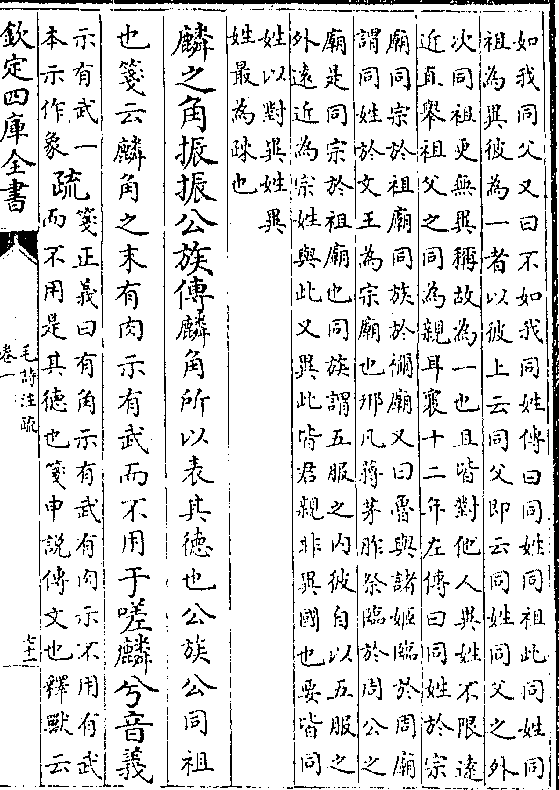 如我同父又曰不如我同姓傳曰同姓同祖此同姓同
祖為異彼為一者以彼上云同父即云同姓同父之外
次同祖更無異稱故為一也且皆對他人異姓不限遠
近直舉祖父之同為親耳襄十二年左傳曰同姓於宗
廟同宗於祖廟同族於禰廟又曰魯與諸姬臨於周廟
謂同姓於文王為宗廟也邢凡蔣茅胙祭臨於周公之
廟是同宗於祖廟也同族謂五服之内彼自以五服之
外遠近為宗姓與此又異此皆君親非異國也要皆同
姓以對異姓異
姓最為疎也
麟之角振振公族傳麟角所以表其德也公族公同祖
也箋云麟角之末有肉示有武而不用于嗟麟兮音義
示有武一
本示作象
疏
箋正義曰有角示有武有肉示不用有武
而不用是其德也箋申説傳文也釋獸云
欽定四庫全書
毛詩注疏
卷一
七十一